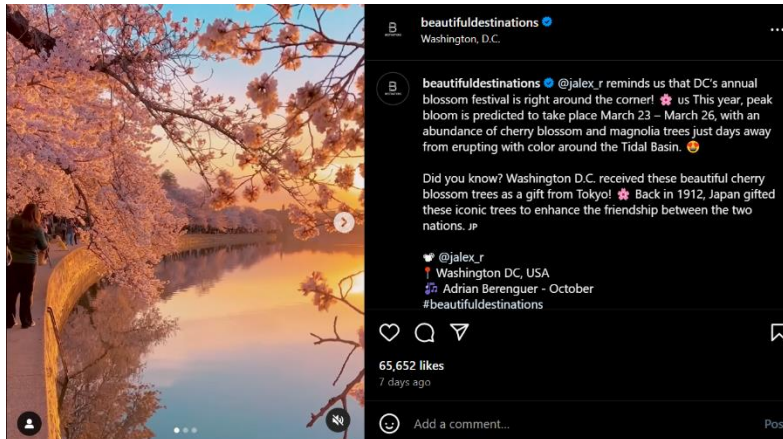 beautifuldestinations
Washington, D.C.
beautifuldestinations @jalex_r reminds us that DC's annual
blossom festival is right around the corner! 🌸 us This year, peak
bloom is predicted to take place March 23 – March 26, with an
abundance of cherry blossom and magnolia trees just days away
from erupting with color around the Tidal Basin. 🤩
Did you know? Washington D.C. received these beautiful cherry
blossom trees as a gift from Tokyo! 🌸 Back in 1912, Japan gifted
these iconic trees to enhance the friendship between the two
nations. JP
📽 @jalex_r
📍 Washington DC, USA
🎶 Adrian Berenguer - October
#beautifuldestinations
65,652 likes
7 days ago
Add a comment...